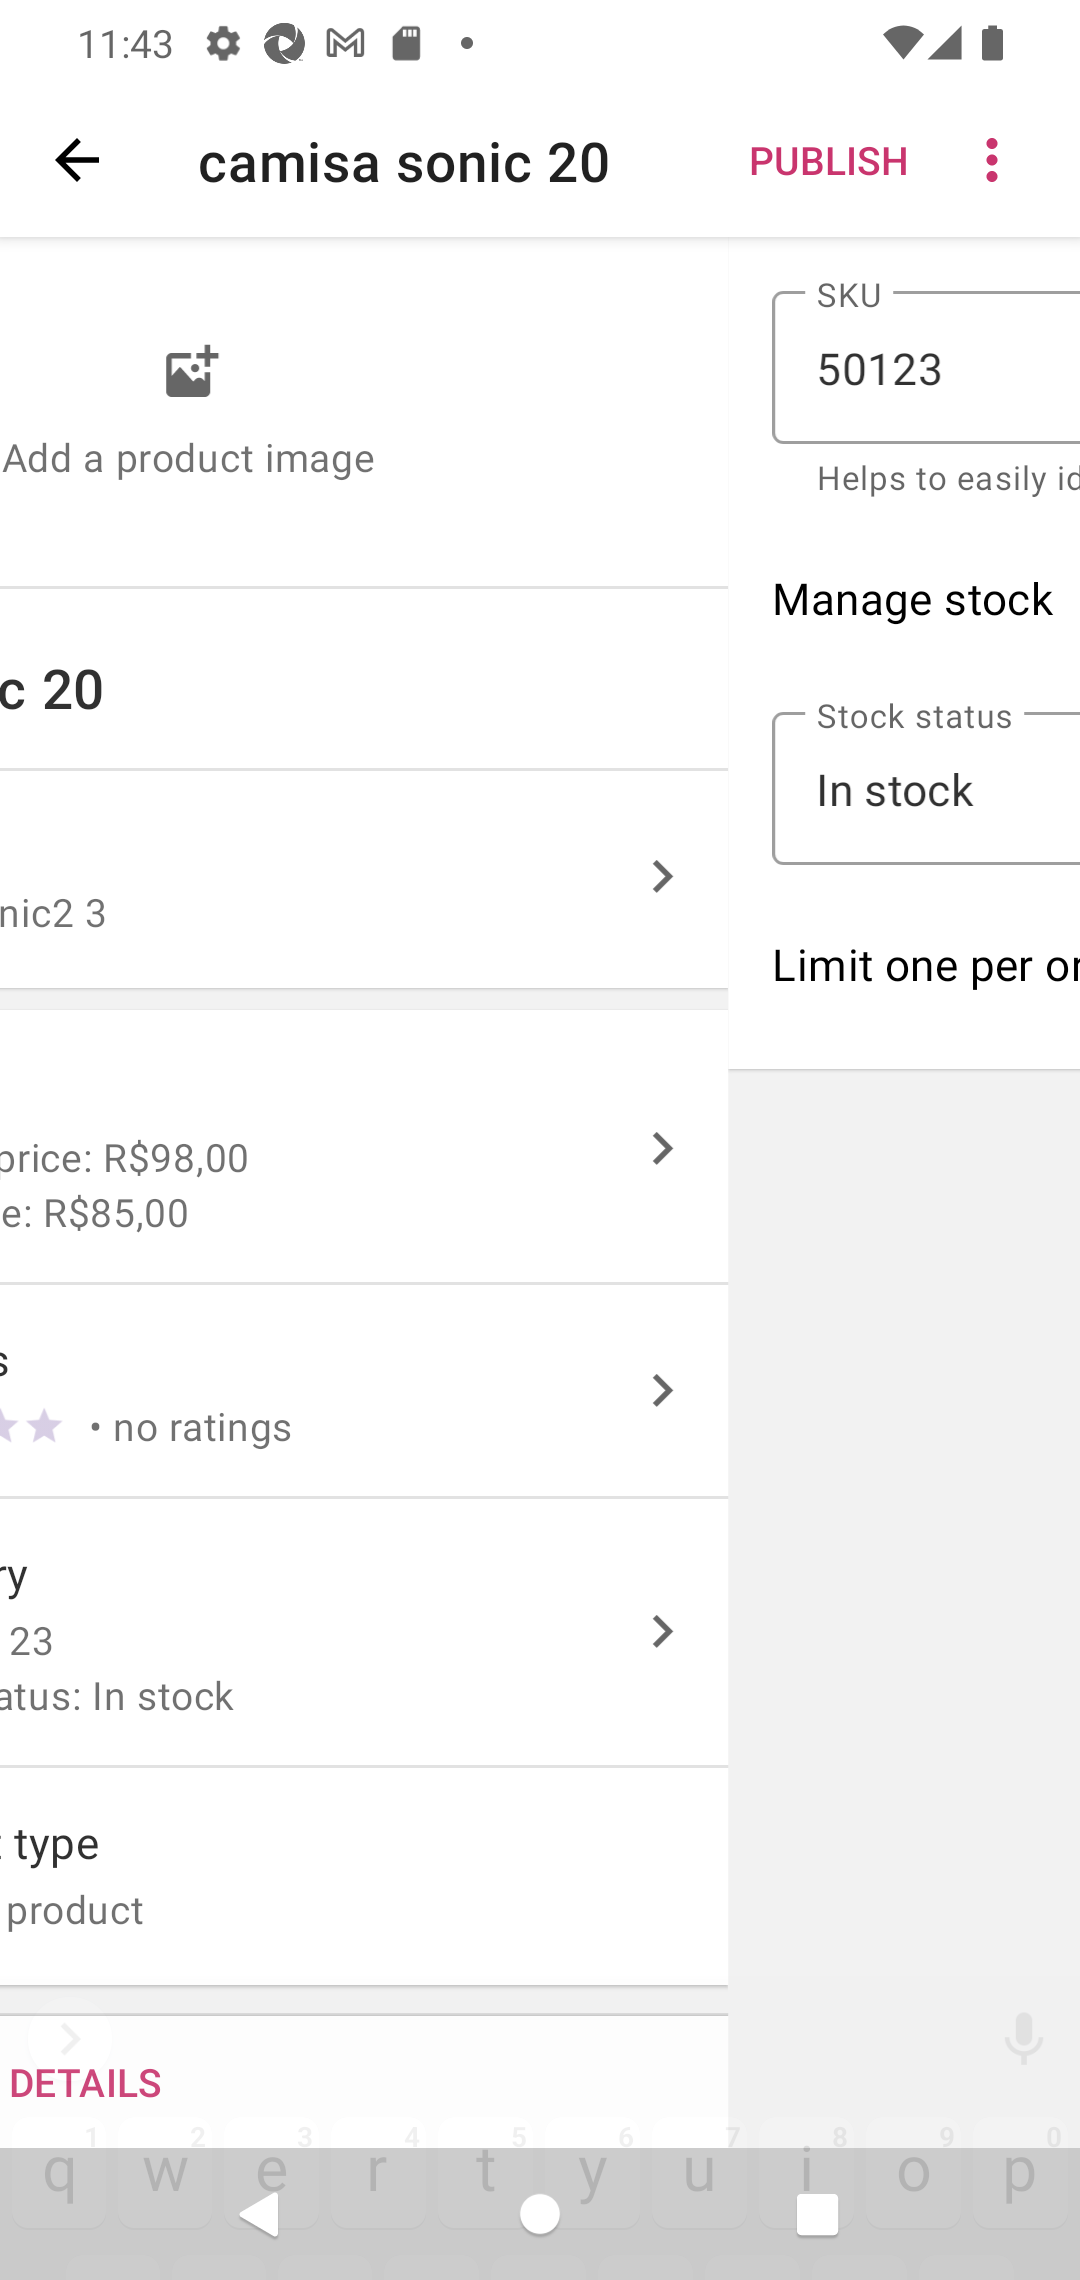 11:43
camisa sonic 20
PUBLISH
Add a product image
c 20
nic2 3
price: R$98,00
e: R$85,00
s
• no ratings
ry
23
atus: In stock
type
product
DETAILS
SKU
50123
Helps to easily id
Manage stock
Stock status
In stock
Limit one per or
1 2 3 4 5 6 7 8 9 0
q w e r t y u i o p